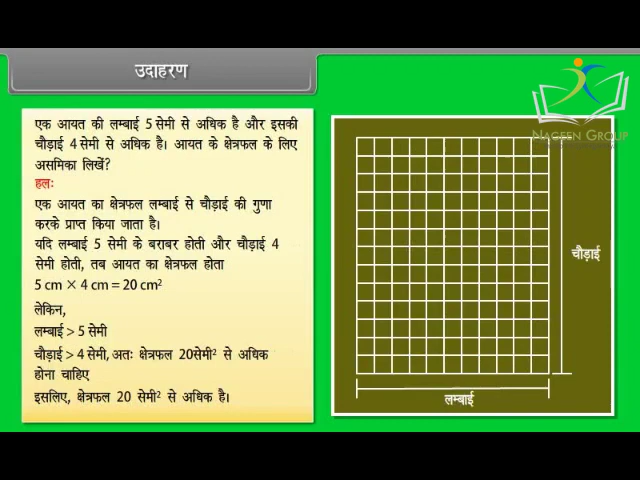 उदाहरण
NAGEEN GROUP
एक आयत की लम्बाई 5 सेमी से अधिक है और इसकी
चौड़ाई 4 सेमी से अधिक है। आयत के क्षेत्रफल के लिए
असमिका लिखें?
हलः
एक आयत का क्षेत्रफल लम्बाई से चौड़ाई की गुणा
करके प्राप्त किया जाता है।
यदि लम्बाई 5 सेमी के बराबर होती और चौड़ाई 4
सेमी होती, तब आयत का क्षेत्रफल होता
5 cm × 4 cm = 20 cm²
लेकिन,
लम्बाई > 5 सेमी
चौड़ाई > 4 सेमी, अतः क्षेत्रफल 20सेमी² से अधिक
होना चाहिए
इसलिए, क्षेत्रफल 20 सेमी² से अधिक है।
चौड़ाई
लम्बाई